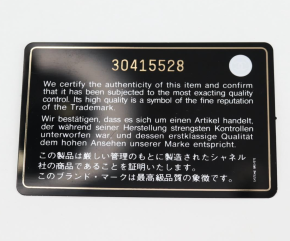 30415528
We certify the authenticity of this item and confirm
that it has been subjected to the most exacting quality
control. Its high quality is a symbol of the fine reputation
of the Trademark.
Wir bestätigen, dass es sich um einen Artikel handelt,
der während seiner Herstellung strengsten Kontrollen
unterworfen war, und dessen erstklassige Qualität
dem hohen Ansehen unserer Marke entspricht.
この製品は厳しい管理のもとに製造されたシャネル
社の商品であることを証明いたします。
このブランド・マークは最高級品質の象徴です。